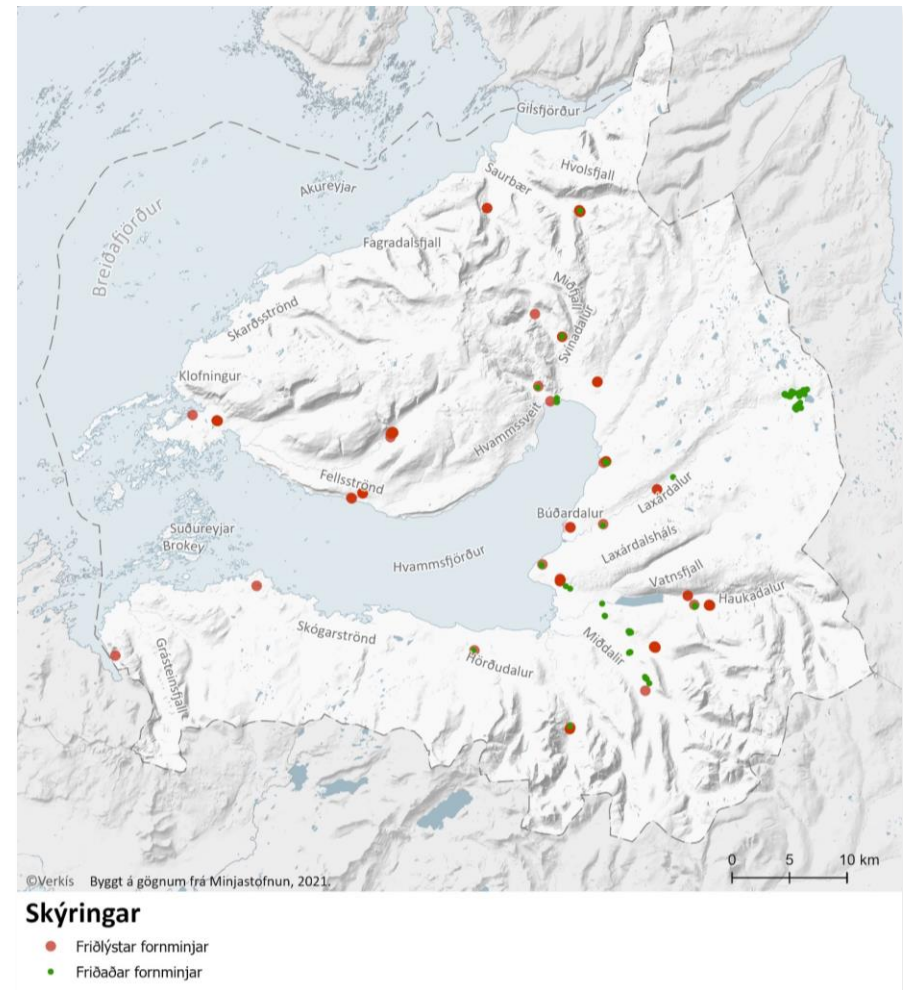 Gilsfjörður
Hvolsfjall
Saurbær
Akureyjar
Breiðafjörður
Fagradalsfjall
Miðfjall
Skarðsströnd
Svínadalur
Klofningur
Hvammssveit
Fellsströnd
Laxárdalur
Búðardalur
Suðureyjar
Brokey
Laxárdalsháls
Hvammsfjörður
Vatnsfjall
Haukadalur
Skógarströnd
Miðdalir
Grásteinsfjall
Hörðudalur
0 5 10 km
©Verkís Byggt á gögnum frá Minjastofnun, 2021.
Skýringar
Friðlýstar fornminjar
Friðaðar fornminjar